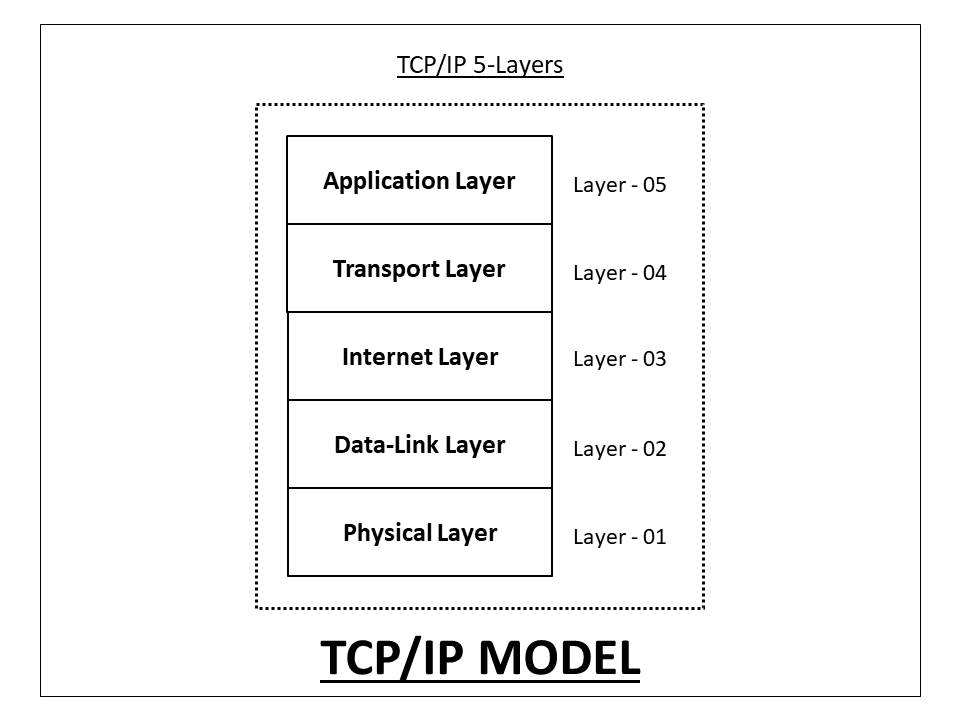 TCP/IP 5-Layers
Application Layer Layer - 05
Transport Layer Layer - 04
Internet Layer Layer - 03
Data-Link Layer Layer - 02
Physical Layer Layer - 01
TCP/IP MODEL